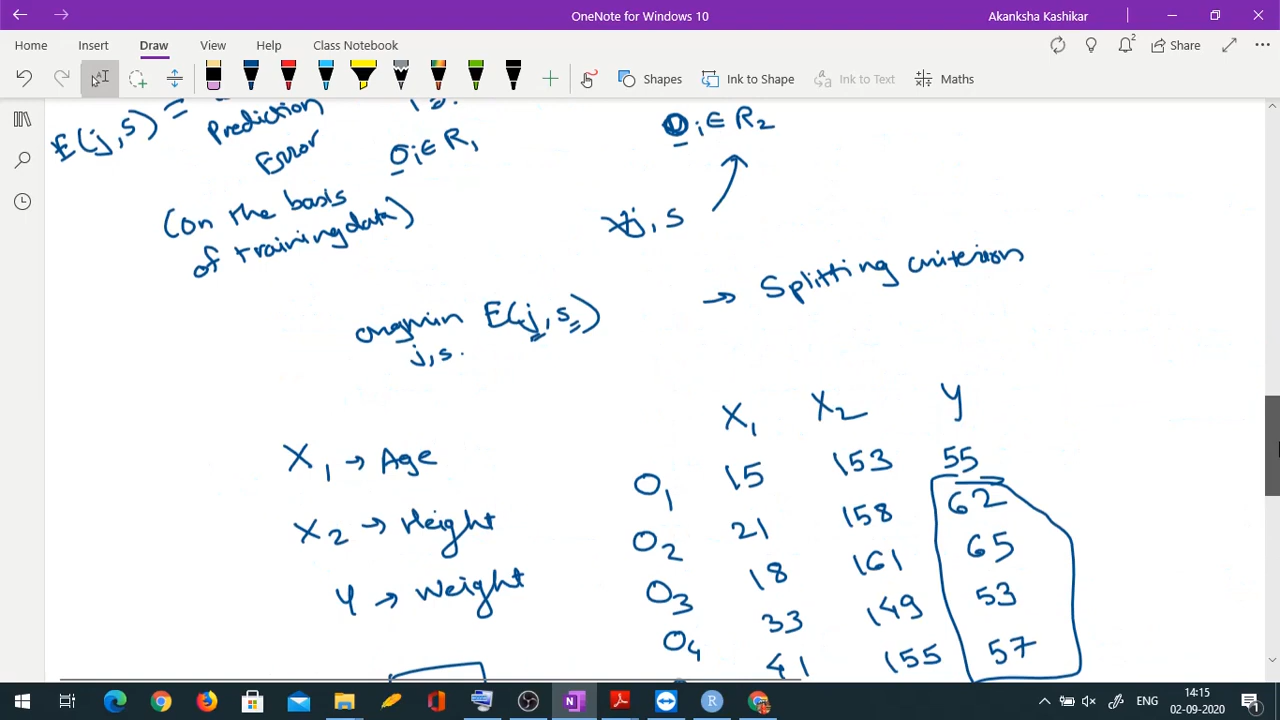 OneNote for Windows 10
Akanksha Kashikar
Home Insert Draw View Help Class Notebook
Share
Shapes Ink to Shape Ink to Text Maths
E(j,s) =
Prediction
Error
(on the basis
of training data)
O i ∈ R1
O i ∈ R2
∀j, s
argmin E(j, s)
j,s.
→ Splitting criterion
X1 → Age
X2 → Height
Y → Weight
X1 X2 Y
O1 15 153 55
O2 21 158 62
O3 18 161 65
O4 33 149 53
41 155 57
ENG
14:15
02-09-2020